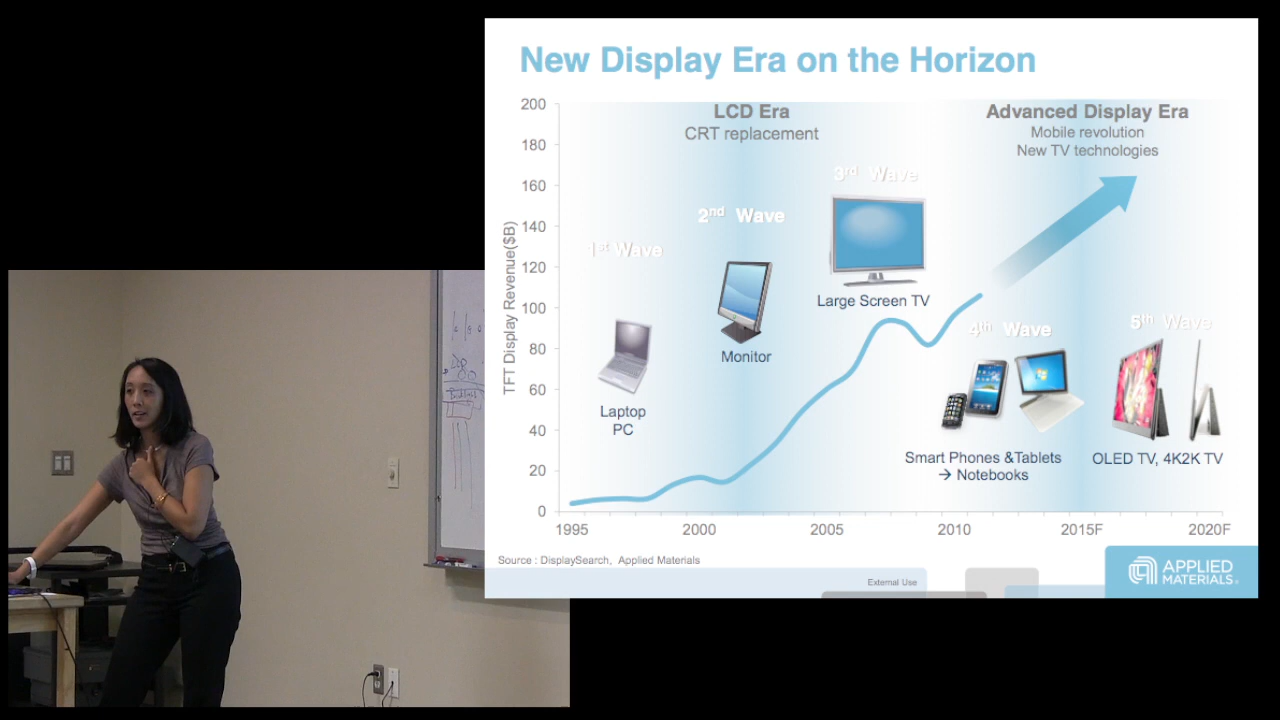 New Display Era on the Horizon
LCD Era
CRT replacement
Advanced Display Era
Mobile revolution
New TV technologies
TFT Display Revenue($B)
200
180
160
140
120
100
80
60
40
20
0
1st Wave
2nd Wave
3rd Wave
4th Wave
5th Wave
Laptop
PC
Monitor
Large Screen TV
Smart Phones &Tablets
→ Notebooks
OLED TV, 4K2K TV
1995
2000
2005
2010
2015F
2020F
Source : DisplaySearch, Applied Materials
External Use
APPLIED
MATERIALS®